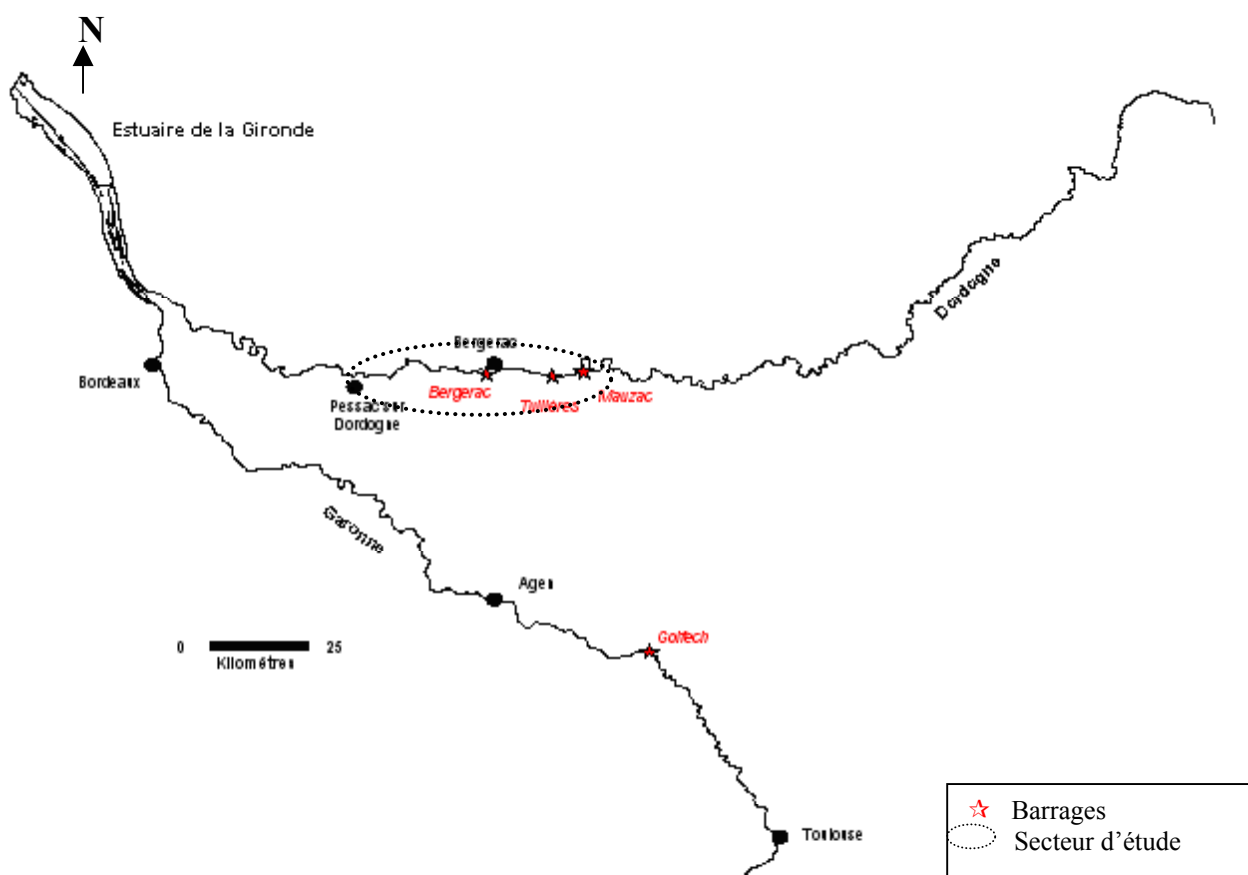 N
Estuaire de la Gironde
Dordogne
Bergerac
Bordeaux
Bergerac
Tuilières
Mauzac
Pessac sur
Dordogne
Garonne
Agen
0 25
Kilométres
Golfech
Toulouse
Barrages
Secteur d’étude